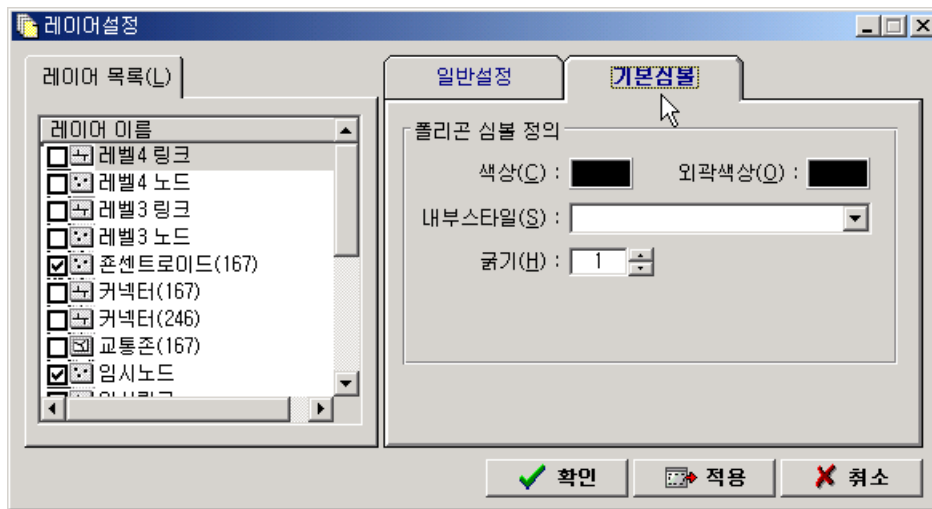 레이어설정
레이어 목록(L)
레이어 이름
레벨4 링크
레벨4 노드
레벨3 링크
레벨3 노드
존센트로이드(167)
커넥터(167)
커넥터(246)
교통존(167)
임시노드
일반설정
기본심볼
폴리곤 심볼 정의
색상(C) : 외곽색상(O) :
내부스타일(S) :
굵기(H) : 1
확인 적용 취소